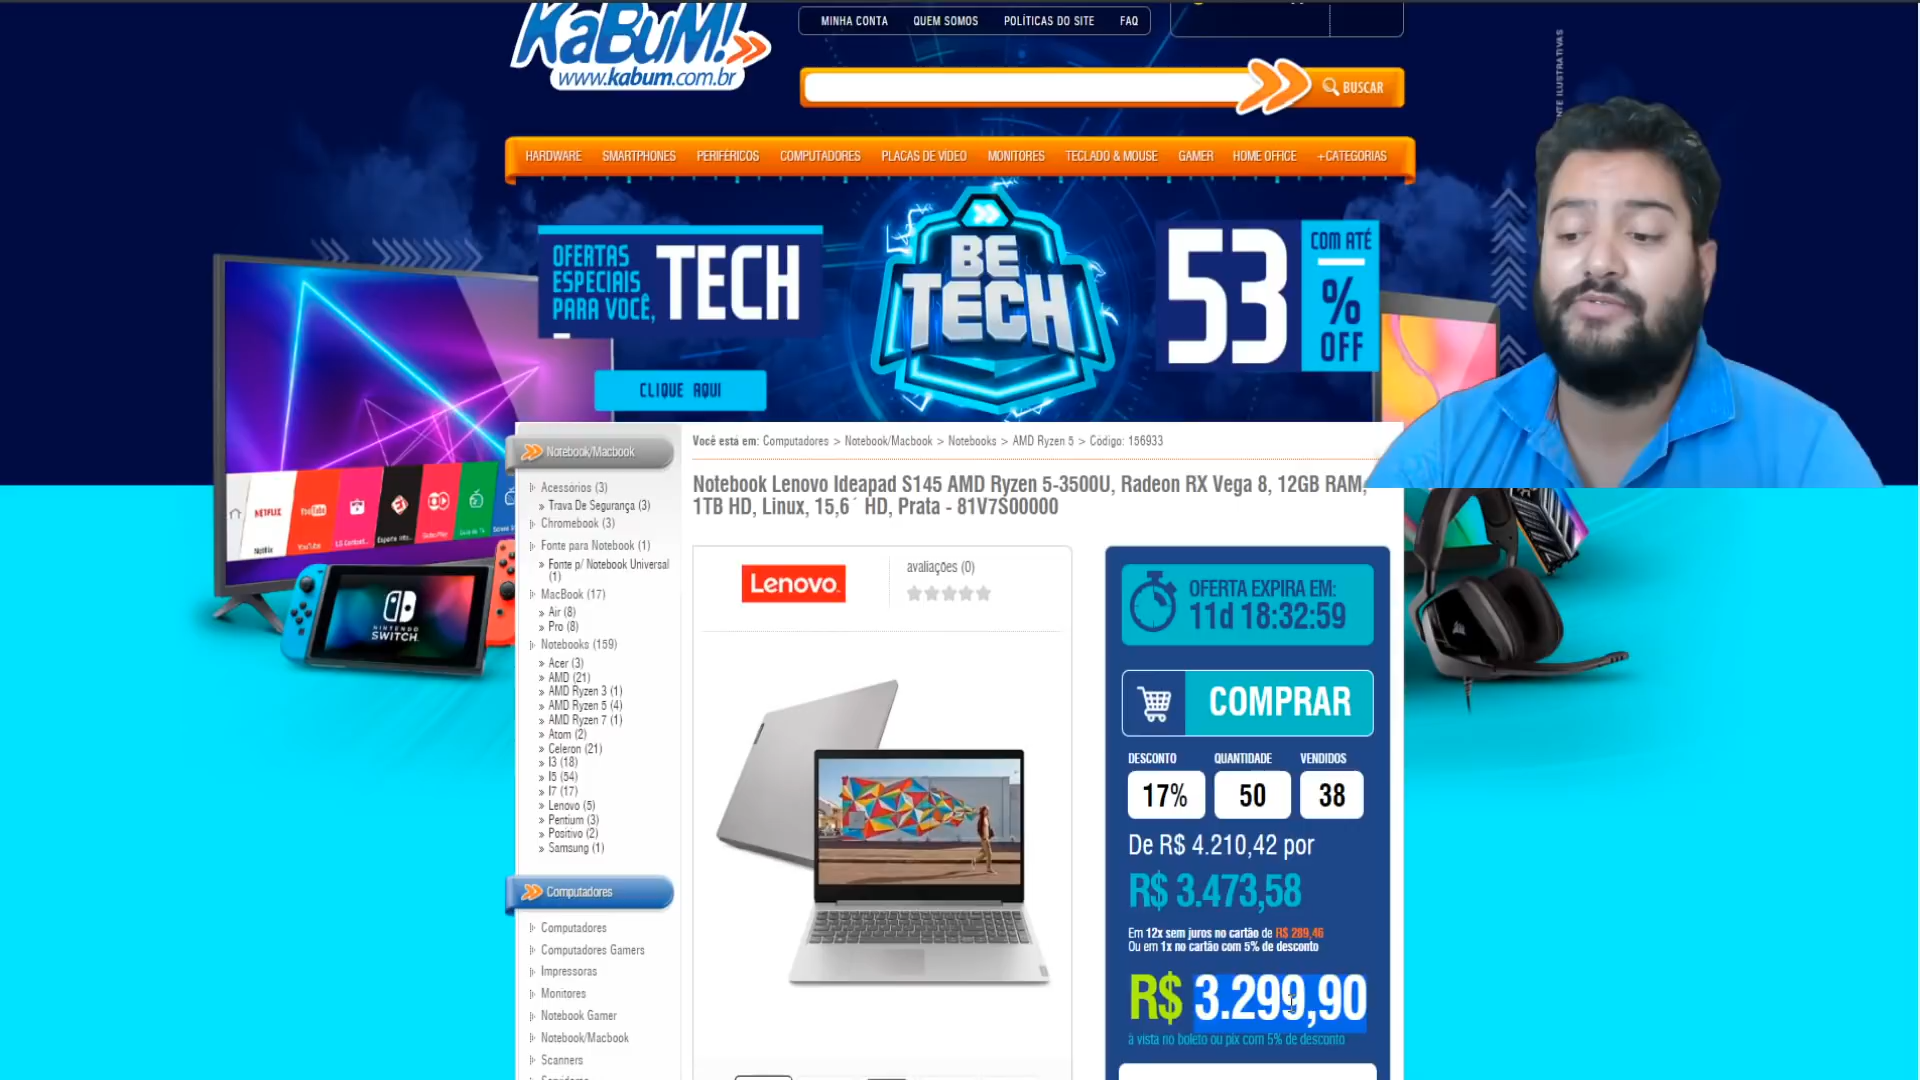 KaBuM!
www.kabum.com.br
MINHA CONTA QUEM SOMOS POLÍTICAS DO SITE FAQ
BUSCAR
HARDWARE SMARTPHONES PERIFÉRICOS COMPUTADORES PLACAS DE VÍDEO MONITORES TECLADO & MOUSE GAMER HOME OFFICE +CATEGORIAS
OFERTAS
ESPECIAIS
PARA VOCÊ,
TECH
BE
TECH
53
COM ATÉ
%
OFF
CLIQUE AQUI
ILUSTRATIVAS
NETFLIX
YouTube
Netflix
YouTube
NINTENDO
SWITCH
Notebook/Macbook
Acessórios (3)
» Trava De Segurança (3)
Chromebook (3)
Fonte para Notebook (1)
» Fonte p/ Notebook Universal
(1)
MacBook (17)
» Air (8)
» Pro (8)
Notebooks (159)
» Acer (3)
» AMD (21)
» AMD Ryzen 3 (1)
» AMD Ryzen 5 (4)
» AMD Ryzen 7 (1)
» Atom (2)
» Celeron (21)
» I3 (18)
» I5 (54)
» I7 (17)
» Lenovo (5)
» Pentium (3)
» Positivo (2)
» Samsung (1)
Computadores
Computadores
Computadores Gamers
Impressoras
Monitores
Notebook Gamer
Notebook/Macbook
Scanners
Você está em: Computadores > Notebook/Macbook > Notebooks > AMD Ryzen 5 > Código: 156933
Notebook Lenovo Ideapad S145 AMD Ryzen 5-3500U, Radeon RX Vega 8, 12GB RAM,
1TB HD, Linux, 15,6´ HD, Prata - 81V7S00000
Lenovo
avaliações (0)
OFERTA EXPIRA EM:
11d 18:32:59
COMPRAR
DESCONTO QUANTIDADE VENDIDOS
17% 50 38
De R$ 4.210,42 por
R$ 3.473,58
Em 12x sem juros no cartão de R$ 289,46
Ou em 1x no cartão com 5% de desconto
R$ 3.299,90
à vista no boleto ou pix com 5% de desconto